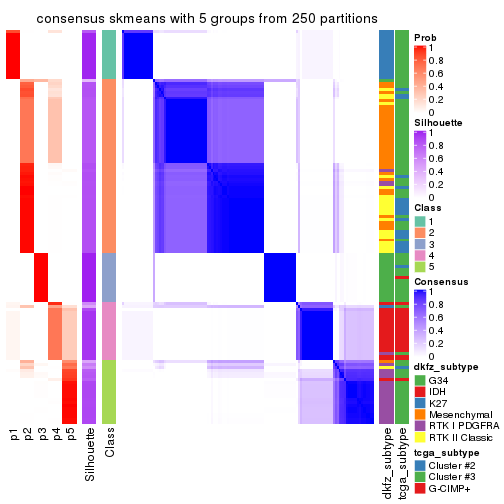 consensus skmeans with 5 groups from 250 partitions
Prob
1
0.8
0.6
0.4
0.2
0
Silhouette
1
0.8
0.6
0.4
0.2
0
Class
1
2
3
4
5
Consensus
1
0.8
0.6
0.4
0.2
0
dkfz_subtype
G34
IDH
K27
Mesenchymal
RTK I PDGFRA
RTK II Classic
tcga_subtype
Cluster #2
Cluster #3
G-CIMP+
p1
p2
p3
p4
p5
Silhouette
Class
dkfz_subtype
tcga_subtype